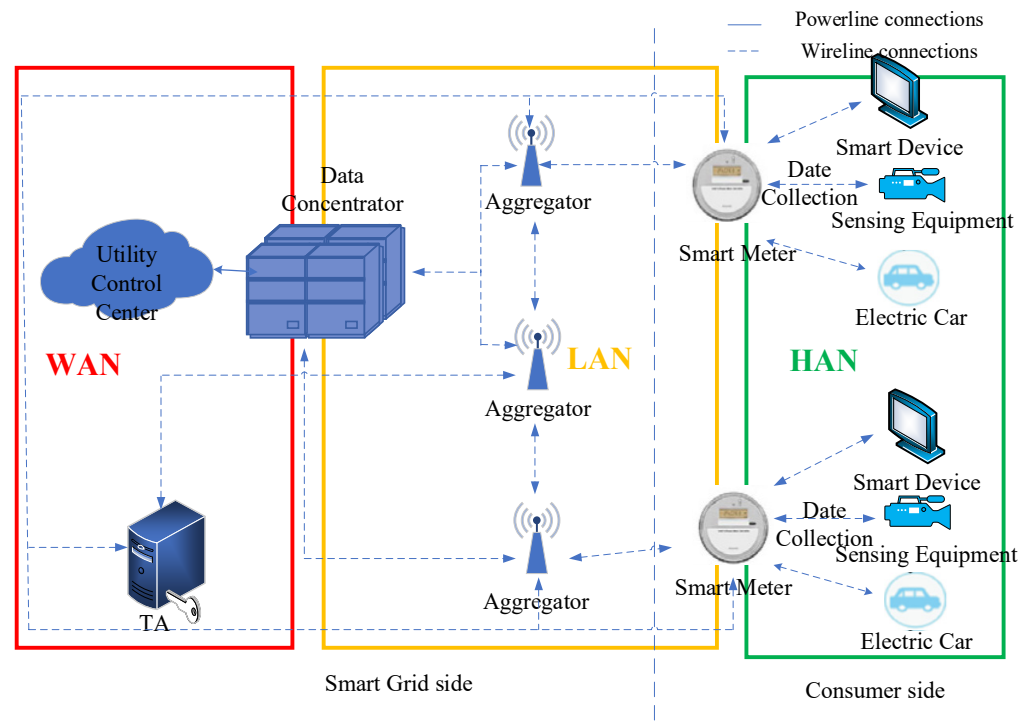 Powerline connections
Wireline connections
Smart Device
Date
Collection
Sensing Equipment
Smart Meter
Electric Car
Aggregator
Data
Concentrator
Utility
Control
Center
WAN
LAN
HAN
Aggregator
Smart Device
Date
Collection
Sensing Equipment
Smart Meter
Electric Car
Aggregator
TA
Smart Grid side
Consumer side